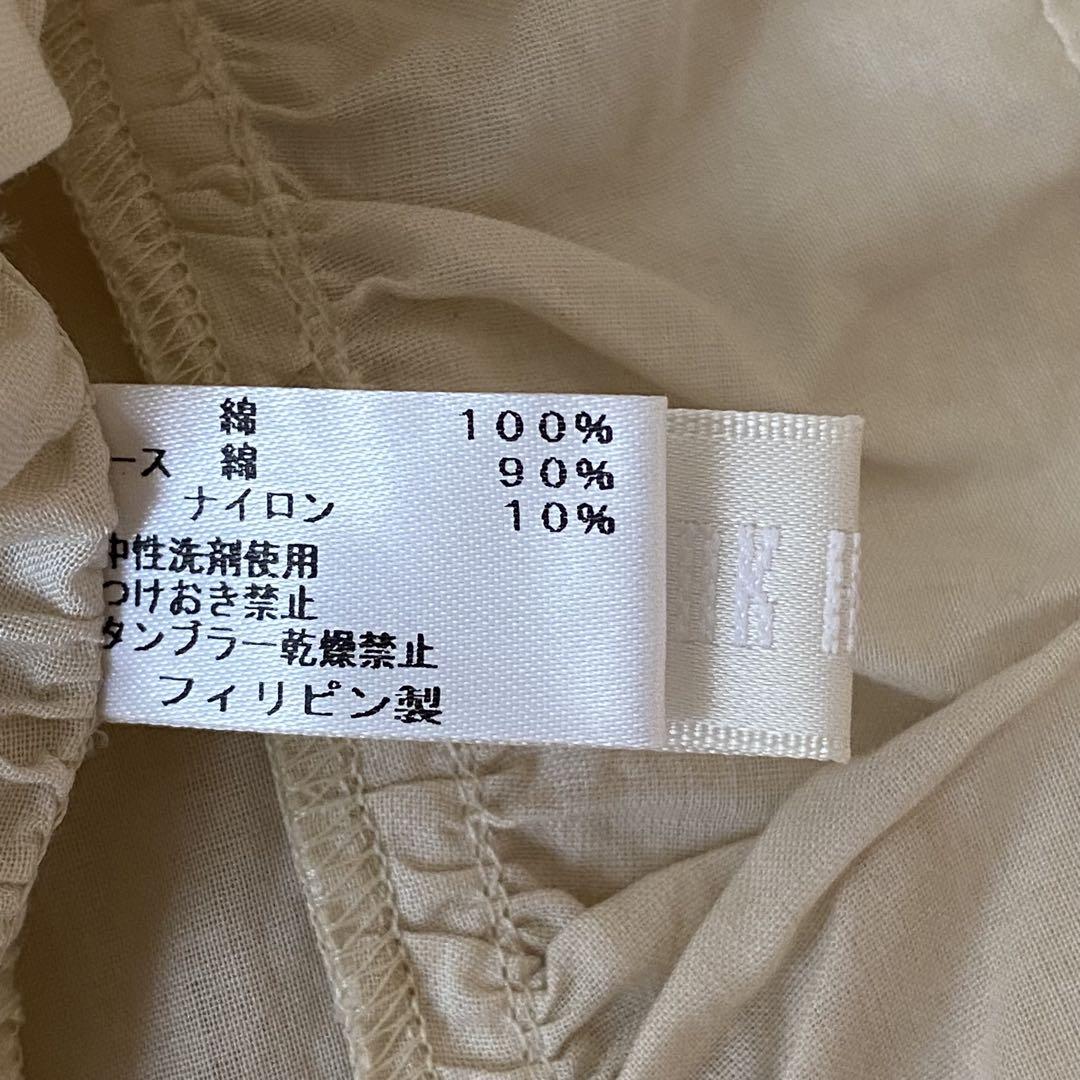 綿 100%
ース 綿 90%
ナイロン 10%
中性洗剤使用
つけおき禁止
タンブラー乾燥禁止
フィリピン製